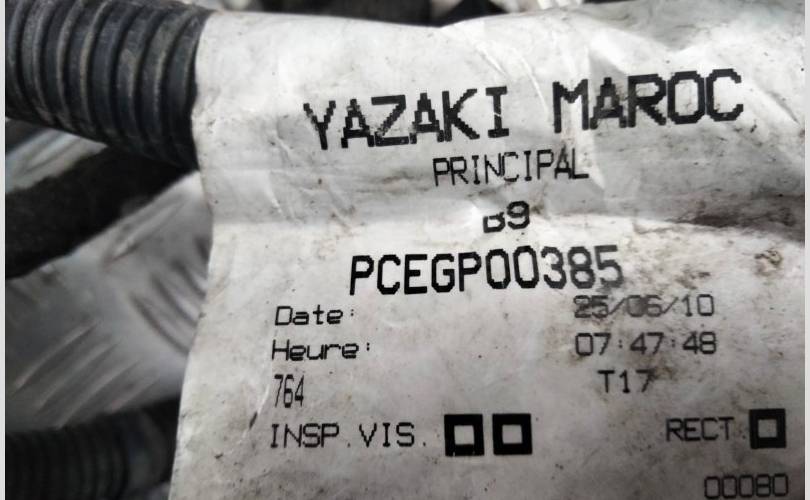 YAZAKI MAROC
PRINCIPAL
B9
PCEGP00385
Date: 25/06/10
Heure: 07:47:48
764 T17
INSP.VIS. RECT
00080